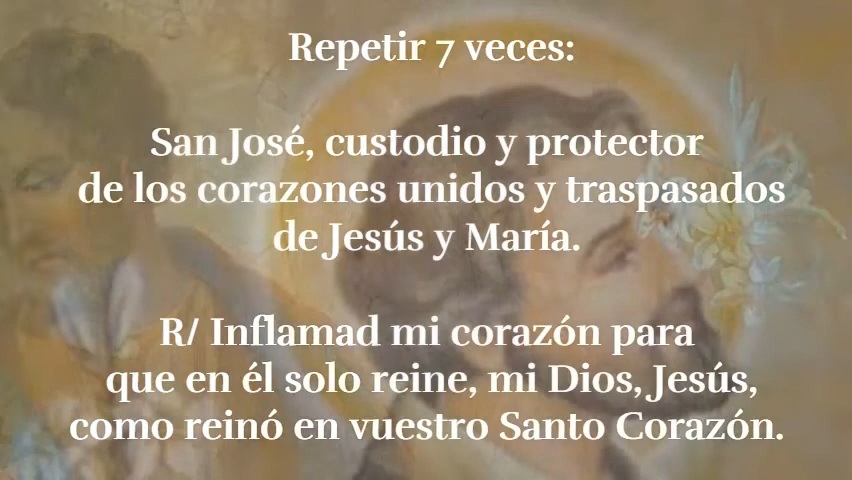 Repetir 7 veces:
San José, custodio y protector
de los corazones unidos y traspasados
de Jesús y María.
R/ Inflamad mi corazón para
que en él solo reine, mi Dios, Jesús,
como reinó en vuestro Santo Corazón.